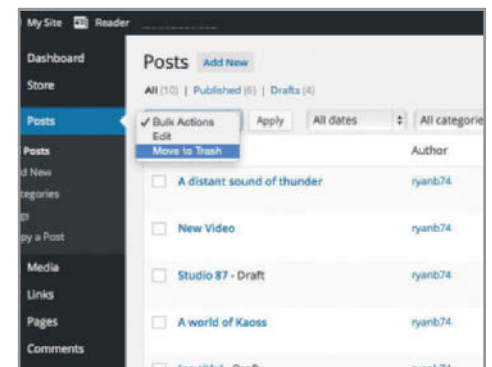 My Site Reader
Dashboard
Store
Posts
Posts
d New
tegories
py a Post
Media
Links
Pages
Comments
Posts Add New
All (10) | Published (6) | Drafts (4)
✓ Bulk Actions
Edit
Move to Trash
Apply
All dates
All categorie
Author
A distant sound of thunder ryanb74
New Video ryanb74
Studio 87 - Draft ryanb74
A world of Kaoss ryanb74